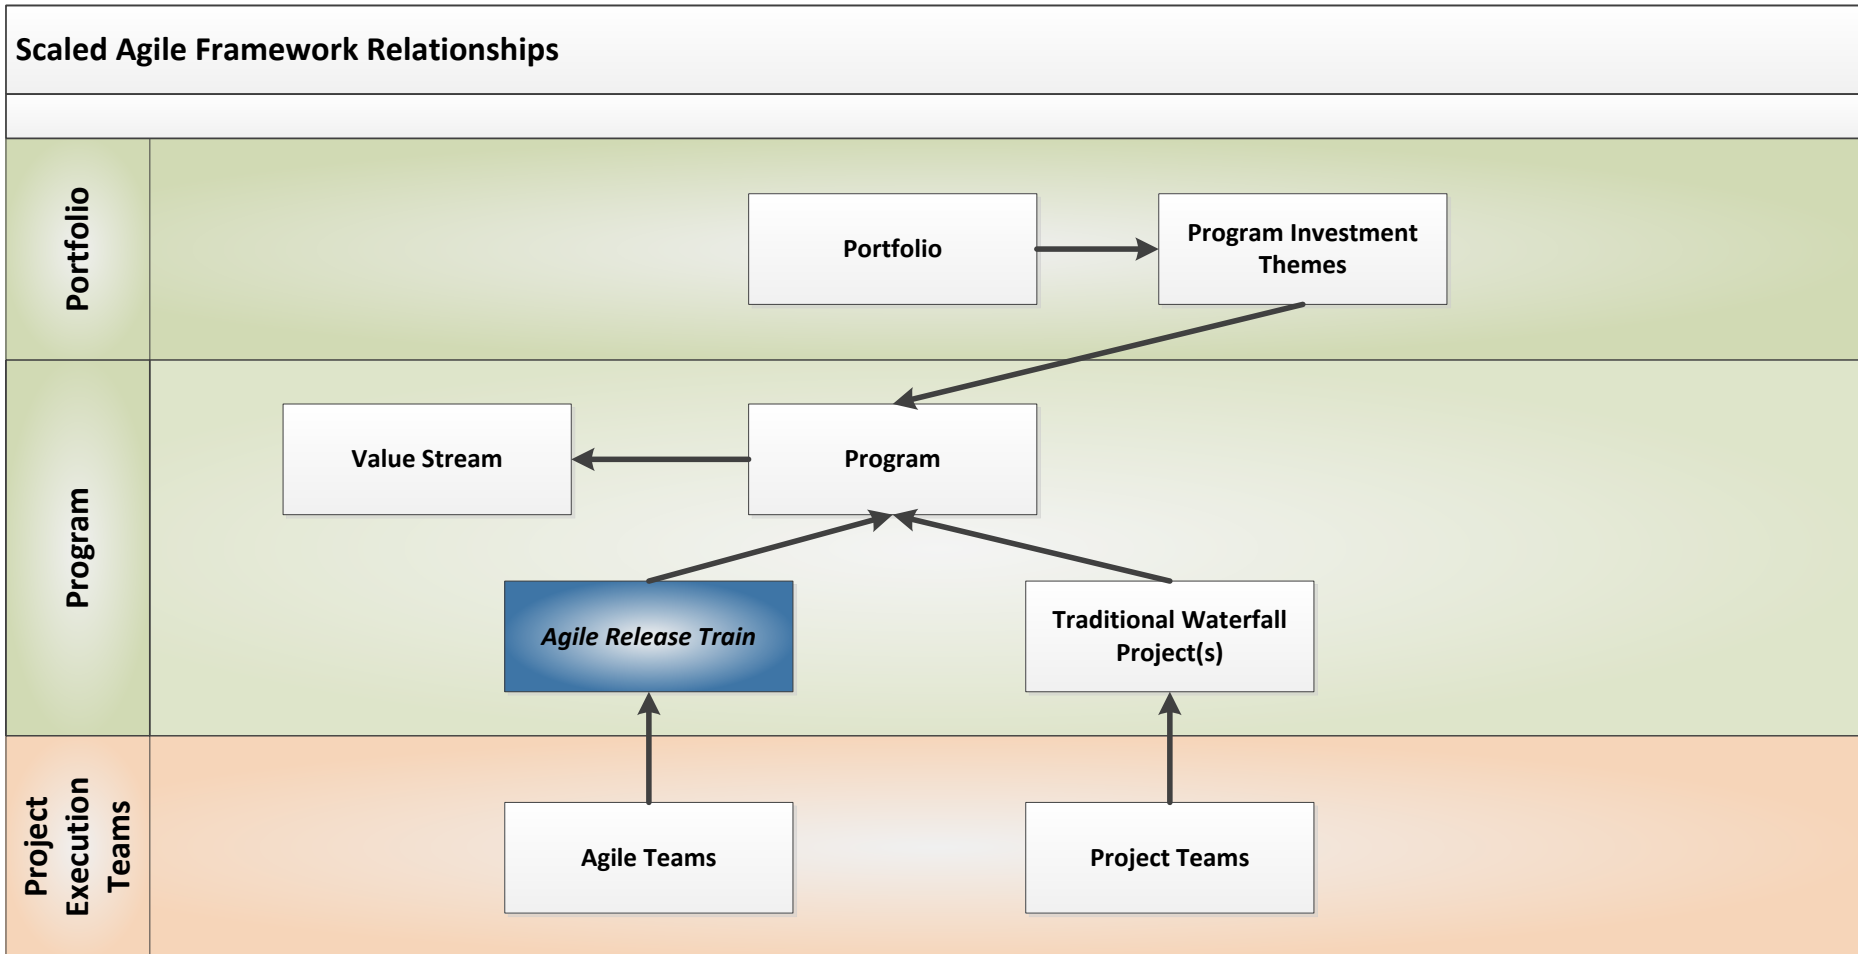 Scaled Agile Framework Relationships
Portfolio
Portfolio
Program Investment
Themes
Program
Value Stream
Program
Agile Release Train
Traditional Waterfall
Project(s)
Project
Execution
Teams
Agile Teams
Project Teams